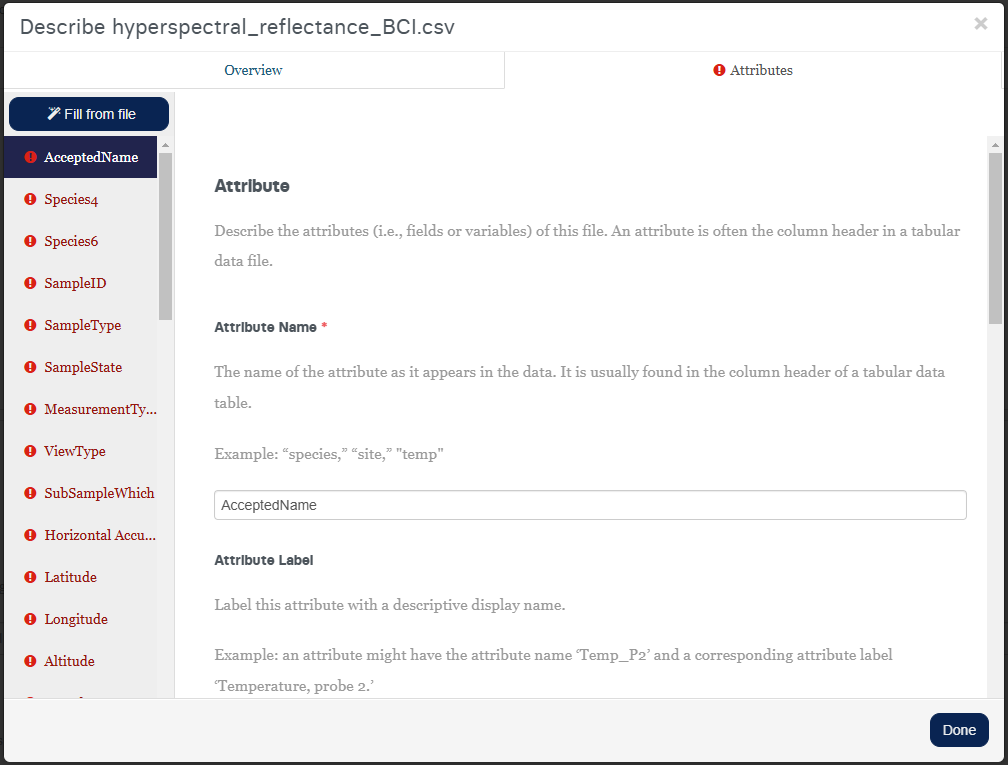 Describe hyperspectral_reflectance_BCI.csv
×
Overview
Attributes
Fill from file
AcceptedName
Species4
Species6
SampleID
SampleType
SampleState
MeasurementTy...
ViewType
SubSampleWhich
Horizontal Accu...
Latitude
Longitude
Altitude
Attribute
Describe the attributes (i.e., fields or variables) of this file. An attribute is often the column header in a tabular
data file.
Attribute Name *
The name of the attribute as it appears in the data. It is usually found in the column header of a tabular data
table.
Example: “species,” “site,” "temp"
AcceptedName
Attribute Label
Label this attribute with a descriptive display name.
Example: an attribute might have the attribute name ‘Temp_P2’ and a corresponding attribute label
‘Temperature, probe 2.’
Done